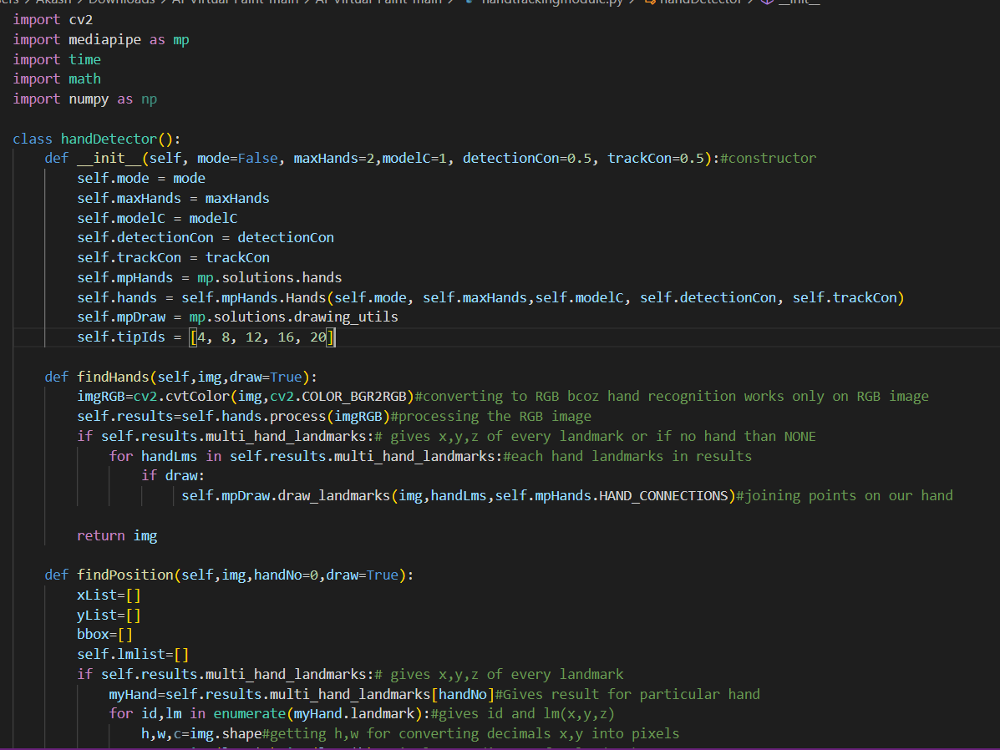 Akash > Downloads > AI-Virtual-Paint-main > AI-Virtual-Paint-main > handtrackingmodule.py > handDetector > __init__
import cv2
import mediapipe as mp
import time
import math
import numpy as np
class handDetector():
    def __init__(self, mode=False, maxHands=2,modelC=1, detectionCon=0.5, trackCon=0.5):#constructor
        self.mode = mode
        self.maxHands = maxHands
        self.modelC = modelC
        self.detectionCon = detectionCon
        self.trackCon = trackCon
        self.mpHands = mp.solutions.hands
        self.hands = self.mpHands.Hands(self.mode, self.maxHands,self.modelC, self.detectionCon, self.trackCon)
        self.mpDraw = mp.solutions.drawing_utils
        self.tipIds = [4, 8, 12, 16, 20]
    def findHands(self,img,draw=True):
        imgRGB=cv2.cvtColor(img,cv2.COLOR_BGR2RGB)#converting to RGB bcoz hand recognition works only on RGB image
        self.results=self.hands.process(imgRGB)#processing the RGB image
        if self.results.multi_hand_landmarks:# gives x,y,z of every landmark or if no hand than NONE
            for handLms in self.results.multi_hand_landmarks:#each hand landmarks in results
                if draw:
                     self.mpDraw.draw_landmarks(img,handLms,self.mpHands.HAND_CONNECTIONS)#joining points on our hand
        return img
    def findPosition(self,img,handNo=0,draw=True):
        xList=[]
        yList=[]
        bbox=[]
        self.lmlist=[]
        if self.results.multi_hand_landmarks:# gives x,y,z of every landmark
            myHand=self.results.multi_hand_landmarks[handNo]#Gives result for particular hand
            for id,lm in enumerate(myHand.landmark):#gives id and lm(x,y,z)
                h,w,c=img.shape#getting h,w for converting decimals x,y into pixels